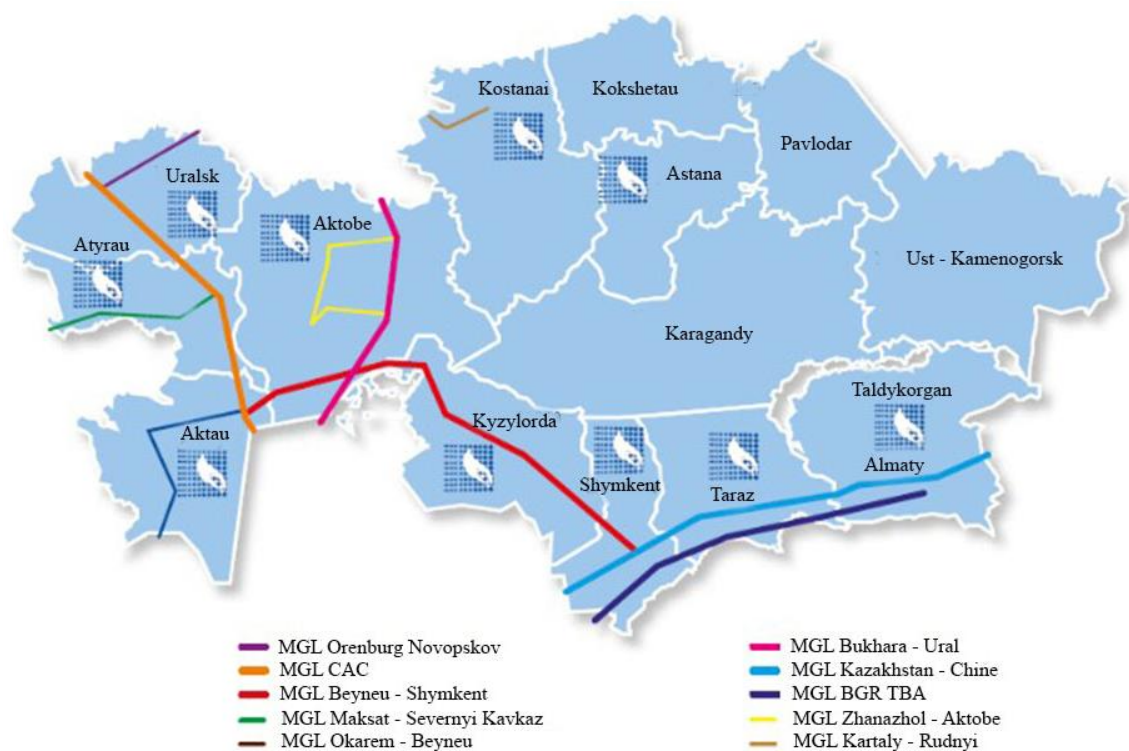 Kostanai
Kokshetau
Pavlodar
Uralsk
Astana
Aktobe
Atyrau
Ust - Kamenogorsk
Karagandy
Taldykorgan
Aktau
Kyzylorda
Almaty
Shymkent
Taraz
MGL Orenburg Novopskov
MGL CAC
MGL Beyneu - Shymkent
MGL Maksat - Severnyi Kavkaz
MGL Okarem - Beyneu
MGL Bukhara - Ural
MGL Kazakhstan - Chine
MGL BGR TBA
MGL Zhanazhol - Aktobe
MGL Kartaly - Rudnyi